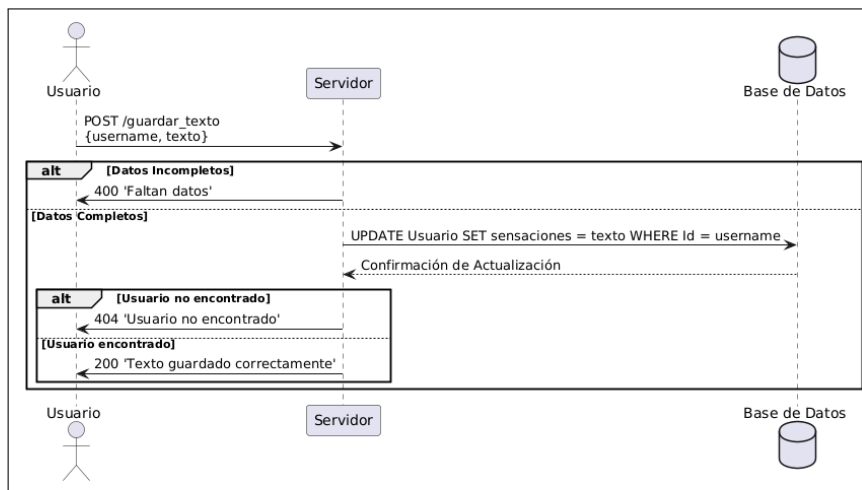 Usuario
Servidor
Base de Datos
POST /guardar_texto
{username, texto}
alt [Datos Incompletos]
400 'Faltan datos'
[Datos Completos]
UPDATE Usuario SET sensaciones = texto WHERE Id = username
Confirmación de Actualización
alt [Usuario no encontrado]
404 'Usuario no encontrado'
[Usuario encontrado]
200 'Texto guardado correctamente'
Usuario
Servidor
Base de Datos